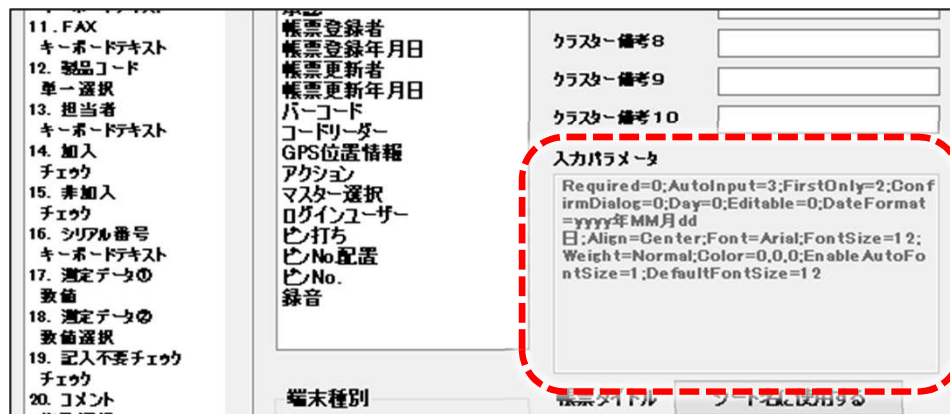 11. FAX
キーボードテキスト
12. 製品コード
単一選択
13. 担当者
キーボードテキスト
14. 加入
チェック
15. 非加入
チェック
16. シリアル番号
キーボードテキスト
17. 測定データ①
数値
18. 測定データ②
数値選択
19. 記入不要チェック
チェック
20. コメント
帳票登録者
帳票登録年月日
帳票更新者
帳票更新年月日
バーコード
コードリーダー
GPS位置情報
アクション
マスター選択
ログインユーザー
ピン打ち
ピンNo.配置
ピンNo.
録音
端末種別
クラスター備考8
クラスター備考9
クラスター備考10
入力パラメータ
Required=0;AutoInput=3;FirstOnly=2;Conf
irmDialog=0;Day=0;Editable=0;DateFormat
=yyyy年MM月dd
日;Align=Center;Font=Arial;FontSize=12;
Weight=Normal;Color=0,0,0;EnableAutoFo
ntSize=1;DefaultFontSize=12
帳票タイトル
シート名に使用する